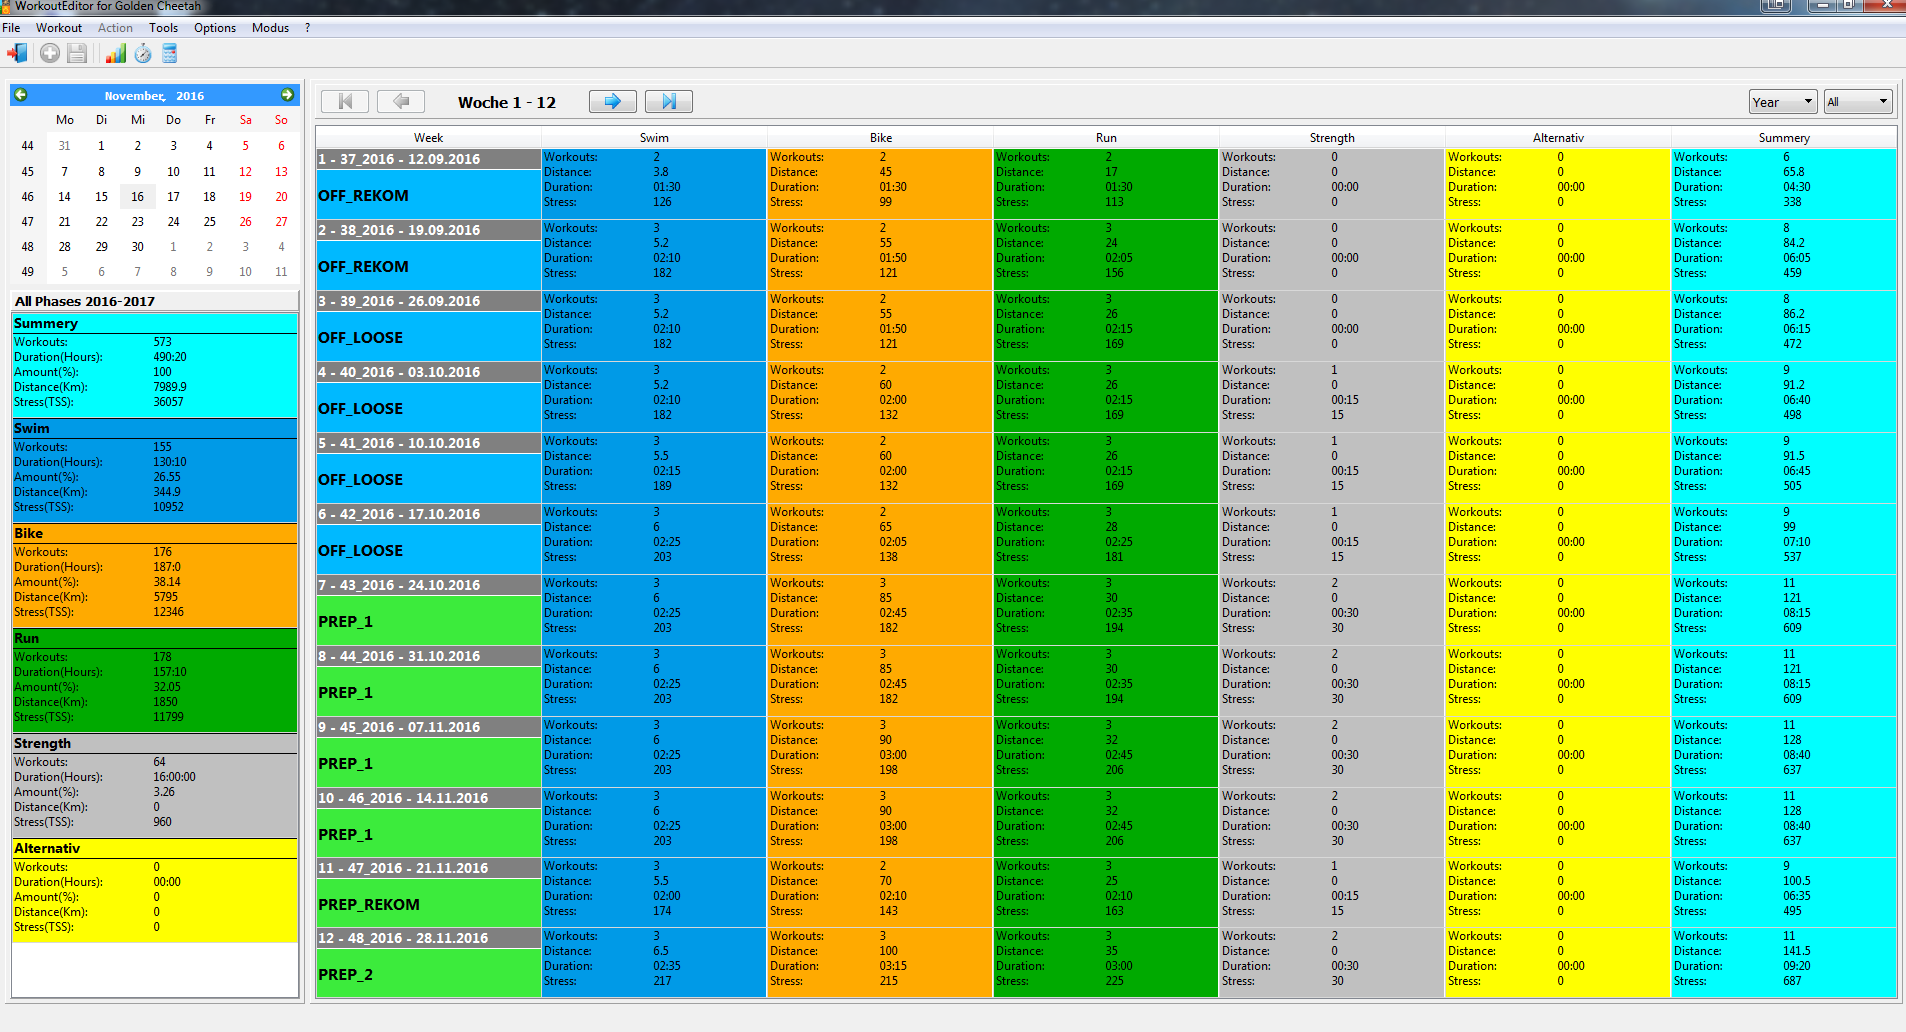 WorkoutEditor for Golden Cheetah
File Workout Action Tools Options Modus ?
November, 2016
Mo Di Mi Do Fr Sa So
44 31 1 2 3 4 5 6
45 7 8 9 10 11 12 13
46 14 15 16 17 18 19 20
47 21 22 23 24 25 26 27
48 28 29 30 1 2 3 4
49 5 6 7 8 9 10 11
All Phases 2016-2017
Summery
Workouts: 573
Duration(Hours): 490:20
Amount(%): 100
Distance(Km): 7989.9
Stress(TSS): 36057
Swim
Workouts: 155
Duration(Hours): 130:10
Amount(%): 26.55
Distance(Km): 344.9
Stress(TSS): 10952
Bike
Workouts: 176
Duration(Hours): 187:0
Amount(%): 38.14
Distance(Km): 5795
Stress(TSS): 12346
Run
Workouts: 178
Duration(Hours): 157:10
Amount(%): 32.05
Distance(Km): 1850
Stress(TSS): 11799
Strength
Workouts: 64
Duration(Hours): 16:00:00
Amount(%): 3.26
Distance(Km): 0
Stress(TSS): 960
Alternativ
Workouts: 0
Duration(Hours): 00:00
Amount(%): 0
Distance(Km): 0
Stress(TSS): 0
Woche 1 - 12
Year All
Week Swim Bike Run Strength Alternativ Summery
1 - 37_2016 - 12.09.2016
OFF_REKOM
Workouts: 2 Workouts: 2 Workouts: 2 Workouts: 0 Workouts: 0 Workouts: 6
Distance: 3.8 Distance: 45 Distance: 17 Distance: 0 Distance: 0 Distance: 65.8
Duration: 01:30 Duration: 01:30 Duration: 01:30 Duration: 00:00 Duration: 00:00 Duration: 04:30
Stress: 126 Stress: 99 Stress: 113 Stress: 0 Stress: 0 Stress: 338
2 - 38_2016 - 19.09.2016
OFF_REKOM
Workouts: 3 Workouts: 2 Workouts: 3 Workouts: 0 Workouts: 0 Workouts: 8
Distance: 5.2 Distance: 55 Distance: 24 Distance: 0 Distance: 0 Distance: 84.2
Duration: 02:10 Duration: 01:50 Duration: 02:05 Duration: 00:00 Duration: 00:00 Duration: 06:05
Stress: 182 Stress: 121 Stress: 156 Stress: 0 Stress: 0 Stress: 459
3 - 39_2016 - 26.09.2016
OFF_LOOSE
Workouts: 3 Workouts: 2 Workouts: 3 Workouts: 0 Workouts: 0 Workouts: 8
Distance: 5.2 Distance: 55 Distance: 26 Distance: 0 Distance: 0 Distance: 86.2
Duration: 02:10 Duration: 01:50 Duration: 02:15 Duration: 00:00 Duration: 00:00 Duration: 06:15
Stress: 182 Stress: 121 Stress: 169 Stress: 0 Stress: 0 Stress: 472
4 - 40_2016 - 03.10.2016
OFF_LOOSE
Workouts: 3 Workouts: 2 Workouts: 3 Workouts: 1 Workouts: 0 Workouts: 9
Distance: 5.2 Distance: 60 Distance: 26 Distance: 0 Distance: 0 Distance: 91.2
Duration: 02:10 Duration: 02:00 Duration: 02:15 Duration: 00:15 Duration: 00:00 Duration: 06:40
Stress: 182 Stress: 132 Stress: 169 Stress: 15 Stress: 0 Stress: 498
5 - 41_2016 - 10.10.2016
OFF_LOOSE
Workouts: 3 Workouts: 2 Workouts: 3 Workouts: 1 Workouts: 0 Workouts: 9
Distance: 5.5 Distance: 60 Distance: 26 Distance: 0 Distance: 0 Distance: 91.5
Duration: 02:15 Duration: 02:00 Duration: 02:15 Duration: 00:15 Duration: 00:00 Duration: 06:45
Stress: 189 Stress: 132 Stress: 169 Stress: 15 Stress: 0 Stress: 505
6 - 42_2016 - 17.10.2016
OFF_LOOSE
Workouts: 3 Workouts: 2 Workouts: 3 Workouts: 1 Workouts: 0 Workouts: 9
Distance: 6 Distance: 65 Distance: 28 Distance: 0 Distance: 0 Distance: 99
Duration: 02:25 Duration: 02:05 Duration: 02:25 Duration: 00:15 Duration: 00:00 Duration: 07:10
Stress: 203 Stress: 138 Stress: 181 Stress: 15 Stress: 0 Stress: 537
7 - 43_2016 - 24.10.2016
PREP_1
Workouts: 3 Workouts: 3 Workouts: 3 Workouts: 2 Workouts: 0 Workouts: 11
Distance: 6 Distance: 85 Distance: 30 Distance: 0 Distance: 0 Distance: 121
Duration: 02:25 Duration: 02:45 Duration: 02:35 Duration: 00:30 Duration: 00:00 Duration: 08:15
Stress: 203 Stress: 182 Stress: 194 Stress: 30 Stress: 0 Stress: 609
8 - 44_2016 - 31.10.2016
PREP_1
Workouts: 3 Workouts: 3 Workouts: 3 Workouts: 2 Workouts: 0 Workouts: 11
Distance: 6 Distance: 85 Distance: 30 Distance: 0 Distance: 0 Distance: 121
Duration: 02:25 Duration: 02:45 Duration: 02:35 Duration: 00:30 Duration: 00:00 Duration: 08:15
Stress: 203 Stress: 182 Stress: 194 Stress: 30 Stress: 0 Stress: 609
9 - 45_2016 - 07.11.2016
PREP_1
Workouts: 3 Workouts: 3 Workouts: 3 Workouts: 2 Workouts: 0 Workouts: 11
Distance: 6 Distance: 90 Distance: 32 Distance: 0 Distance: 0 Distance: 128
Duration: 02:25 Duration: 03:00 Duration: 02:45 Duration: 00:30 Duration: 00:00 Duration: 08:40
Stress: 203 Stress: 198 Stress: 206 Stress: 30 Stress: 0 Stress: 637
10 - 46_2016 - 14.11.2016
PREP_1
Workouts: 3 Workouts: 3 Workouts: 3 Workouts: 2 Workouts: 0 Workouts: 11
Distance: 6 Distance: 90 Distance: 32 Distance: 0 Distance: 0 Distance: 128
Duration: 02:25 Duration: 03:00 Duration: 02:45 Duration: 00:30 Duration: 00:00 Duration: 08:40
Stress: 203 Stress: 198 Stress: 206 Stress: 30 Stress: 0 Stress: 637
11 - 47_2016 - 21.11.2016
PREP_REKOM
Workouts: 3 Workouts: 2 Workouts: 3 Workouts: 1 Workouts: 0 Workouts: 9
Distance: 5.5 Distance: 70 Distance: 25 Distance: 0 Distance: 0 Distance: 100.5
Duration: 02:00 Duration: 02:10 Duration: 02:10 Duration: 00:15 Duration: 00:00 Duration: 06:35
Stress: 174 Stress: 143 Stress: 163 Stress: 15 Stress: 0 Stress: 495
12 - 48_2016 - 28.11.2016
PREP_2
Workouts: 3 Workouts: 3 Workouts: 3 Workouts: 2 Workouts: 0 Workouts: 11
Distance: 6.5 Distance: 100 Distance: 35 Distance: 0 Distance: 0 Distance: 141.5
Duration: 02:35 Duration: 03:15 Duration: 03:00 Duration: 00:30 Duration: 00:00 Duration: 09:20
Stress: 217 Stress: 215 Stress: 225 Stress: 30 Stress: 0 Stress: 687